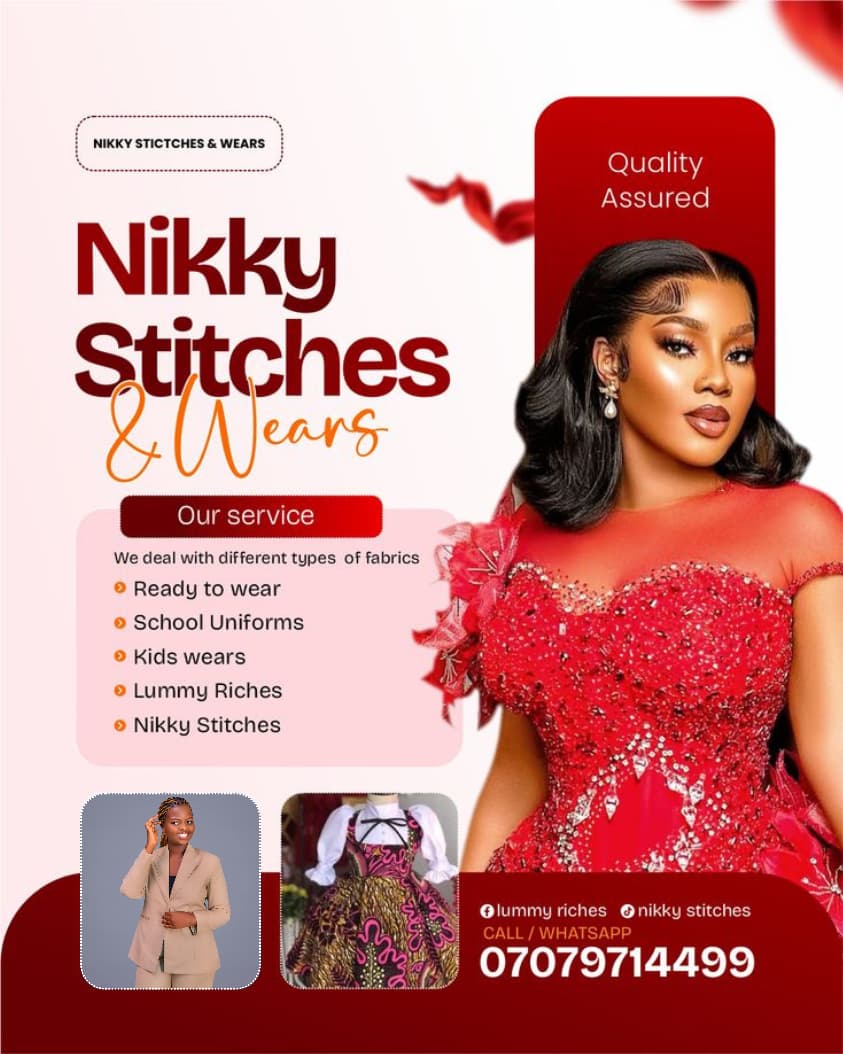 NIKKY STICTCHES & WEARS
Quality
Assured
Nikky
Stitches
& Wears
Our service
We deal with different types of fabrics
Ready to wear
School Uniforms
Kids wears
Lummy Riches
Nikky Stitches
lummy riches nikky stitches
CALL / WHATSAPP
07079714499